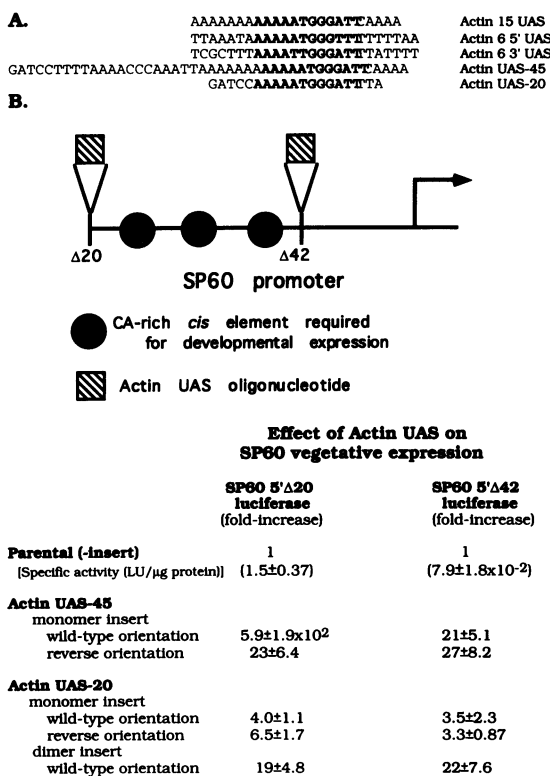 A.
AAAAAAAAAAAATGGGATTCAAAA Actin 15 UAS
TTAAATAAAAAATGGGTTTTTTTTAA Actin 6 5' UAS
TCGCTTTAAAATTGGGATTTTATTTT Actin 6 3' UAS
GATCCTTTTAAAACCCAAATTAAAAAAAAAAAATGGGATTCAAAA Actin UAS-45
GATCCAAAAATGGGATTTTA Actin UAS-20
B.
Δ20 Δ42
SP60 promoter
CA-rich cis element required
for developmental expression
Actin UAS oligonucleotide
Effect of Actin UAS on
SP60 vegetative expression
SP60 5'Δ20 SP60 5'Δ42
luciferase luciferase
(fold-increase) (fold-increase)
Parental (-insert) 1 1
[Specific activity (LU/µg protein)] (1.5±0.37) (7.9±1.8x10-2)
Actin UAS-45
monomer insert
wild-type orientation 5.9±1.9x10² 21±5.1
reverse orientation 23±6.4 27±8.2
Actin UAS-20
monomer insert
wild-type orientation 4.0±1.1 3.5±2.3
reverse orientation 6.5±1.7 3.3±0.87
dimer insert
wild-type orientation 19±4.8 22±7.6